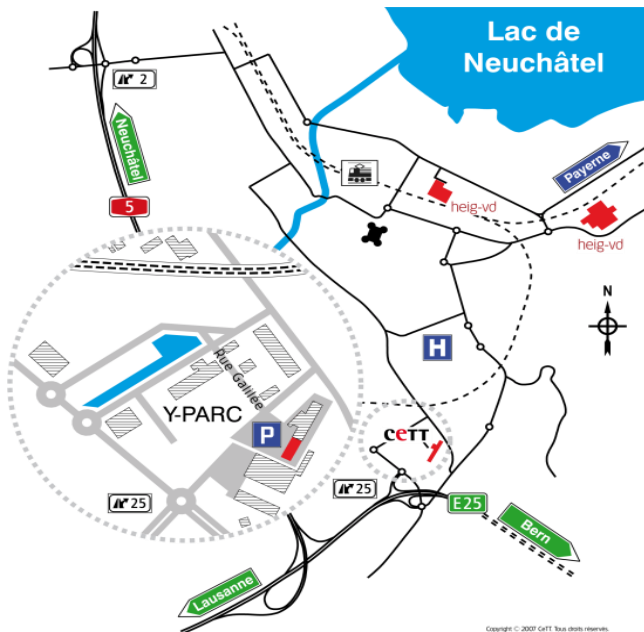 Lac de
Neuchâtel
2
Neuchâtel
5
Payerne
heig-vd
heig-vd
N
H
Rue Galilée
Y-PARC
P
CeTT
25
25
E25
Bern
Lausanne
Copyright © 2007 CeTT. Tous droits réservés.